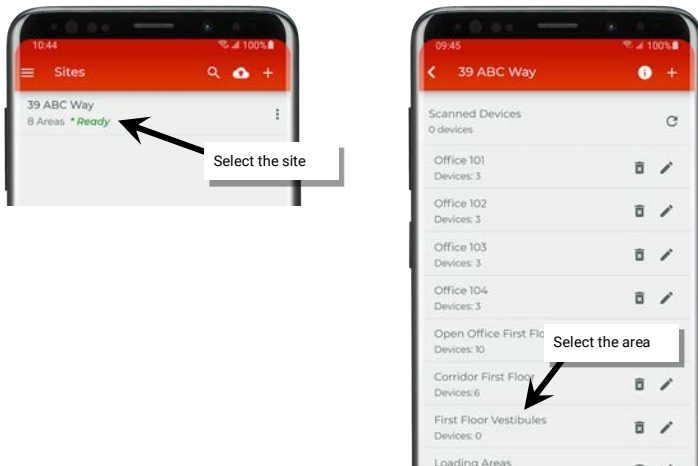 10:44
100%
Sites
39 ABC Way
8 Areas * Ready
Select the site
09:45
100%
39 ABC Way
Scanned Devices
0 devices
Office 101
Devices: 3
Office 102
Devices: 3
Office 103
Devices: 3
Office 104
Devices: 3
Open Office First
Devices: 10
Select the area
Corridor First Floor
Devices:6
First Floor Vestibules
Devices: 0
Loading Areas